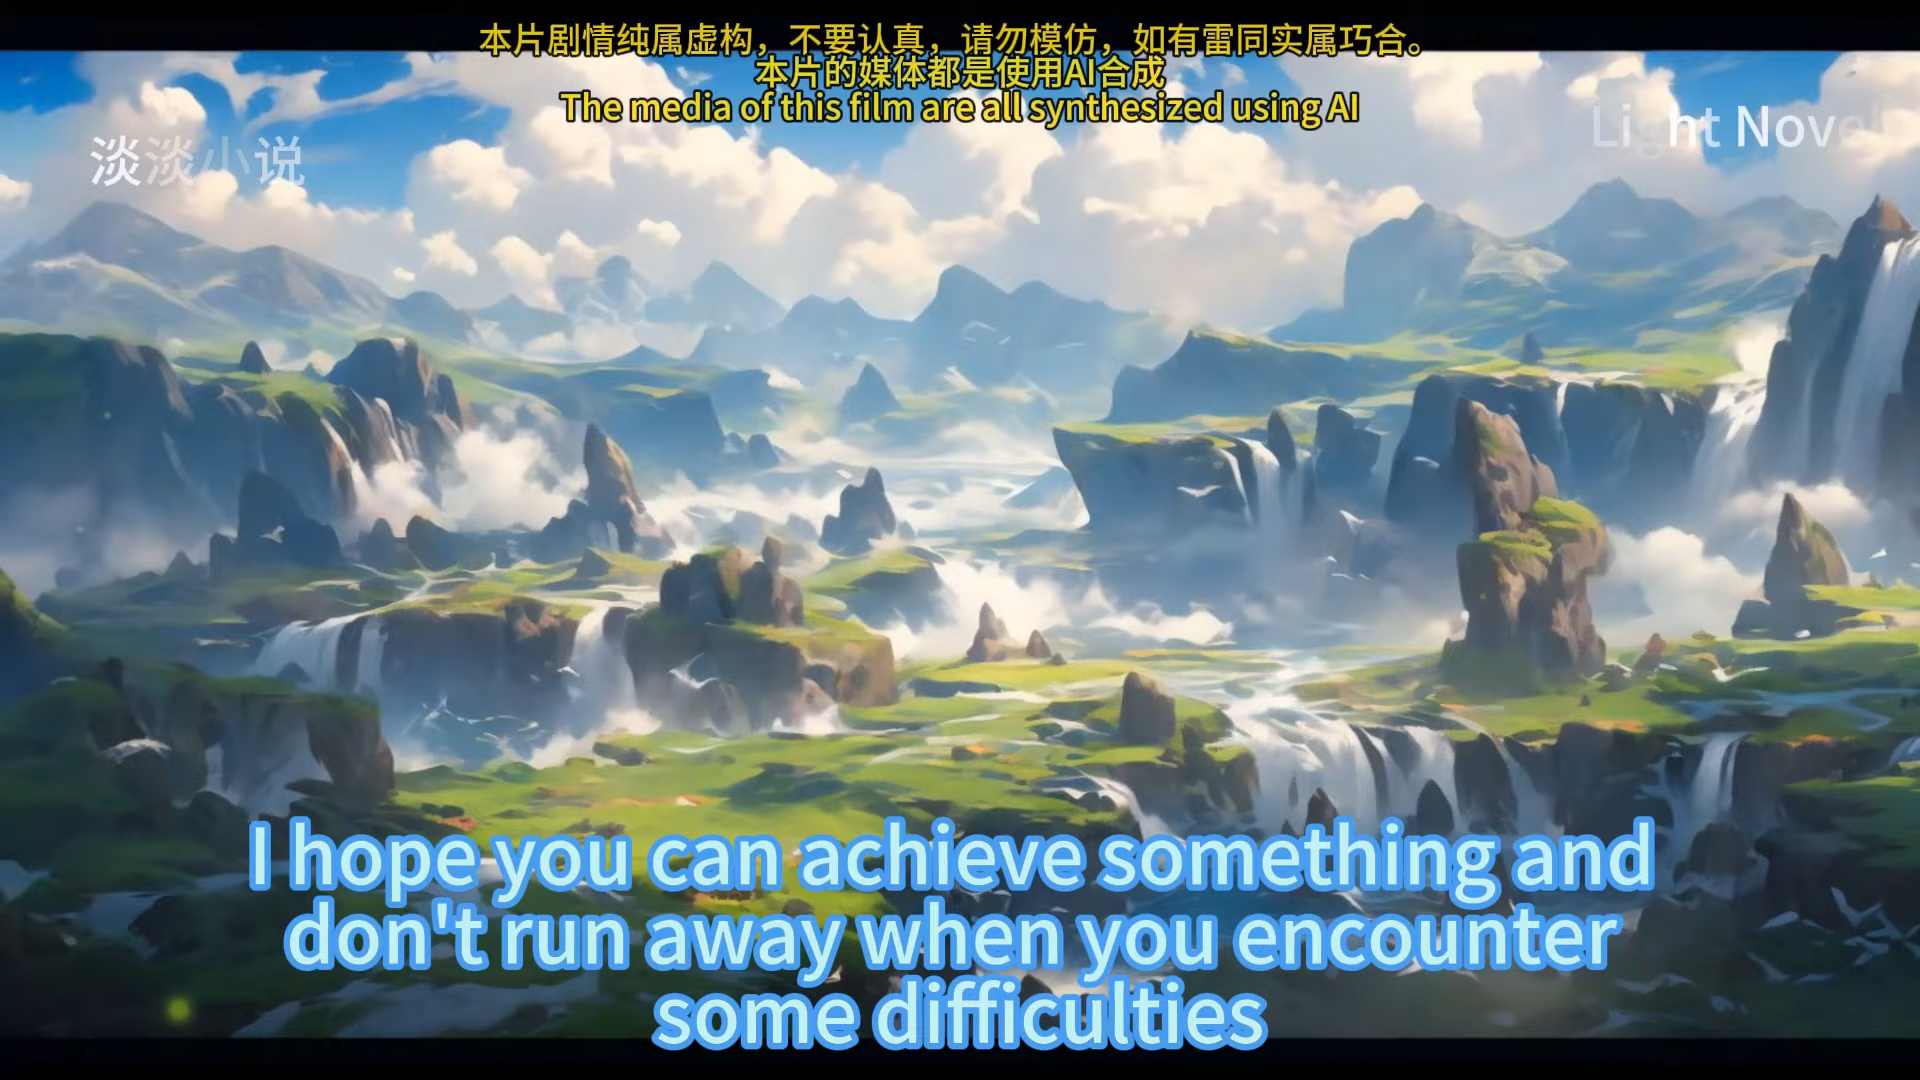 本片剧情纯属虚构，不要认真，请勿模仿，如有雷同实属巧合。
本片的媒体都是使用AI合成
The media of this film are all synthesized using AI
淡淡小说
Light Novel
I hope you can achieve something and
don't run away when you encounter
some difficulties